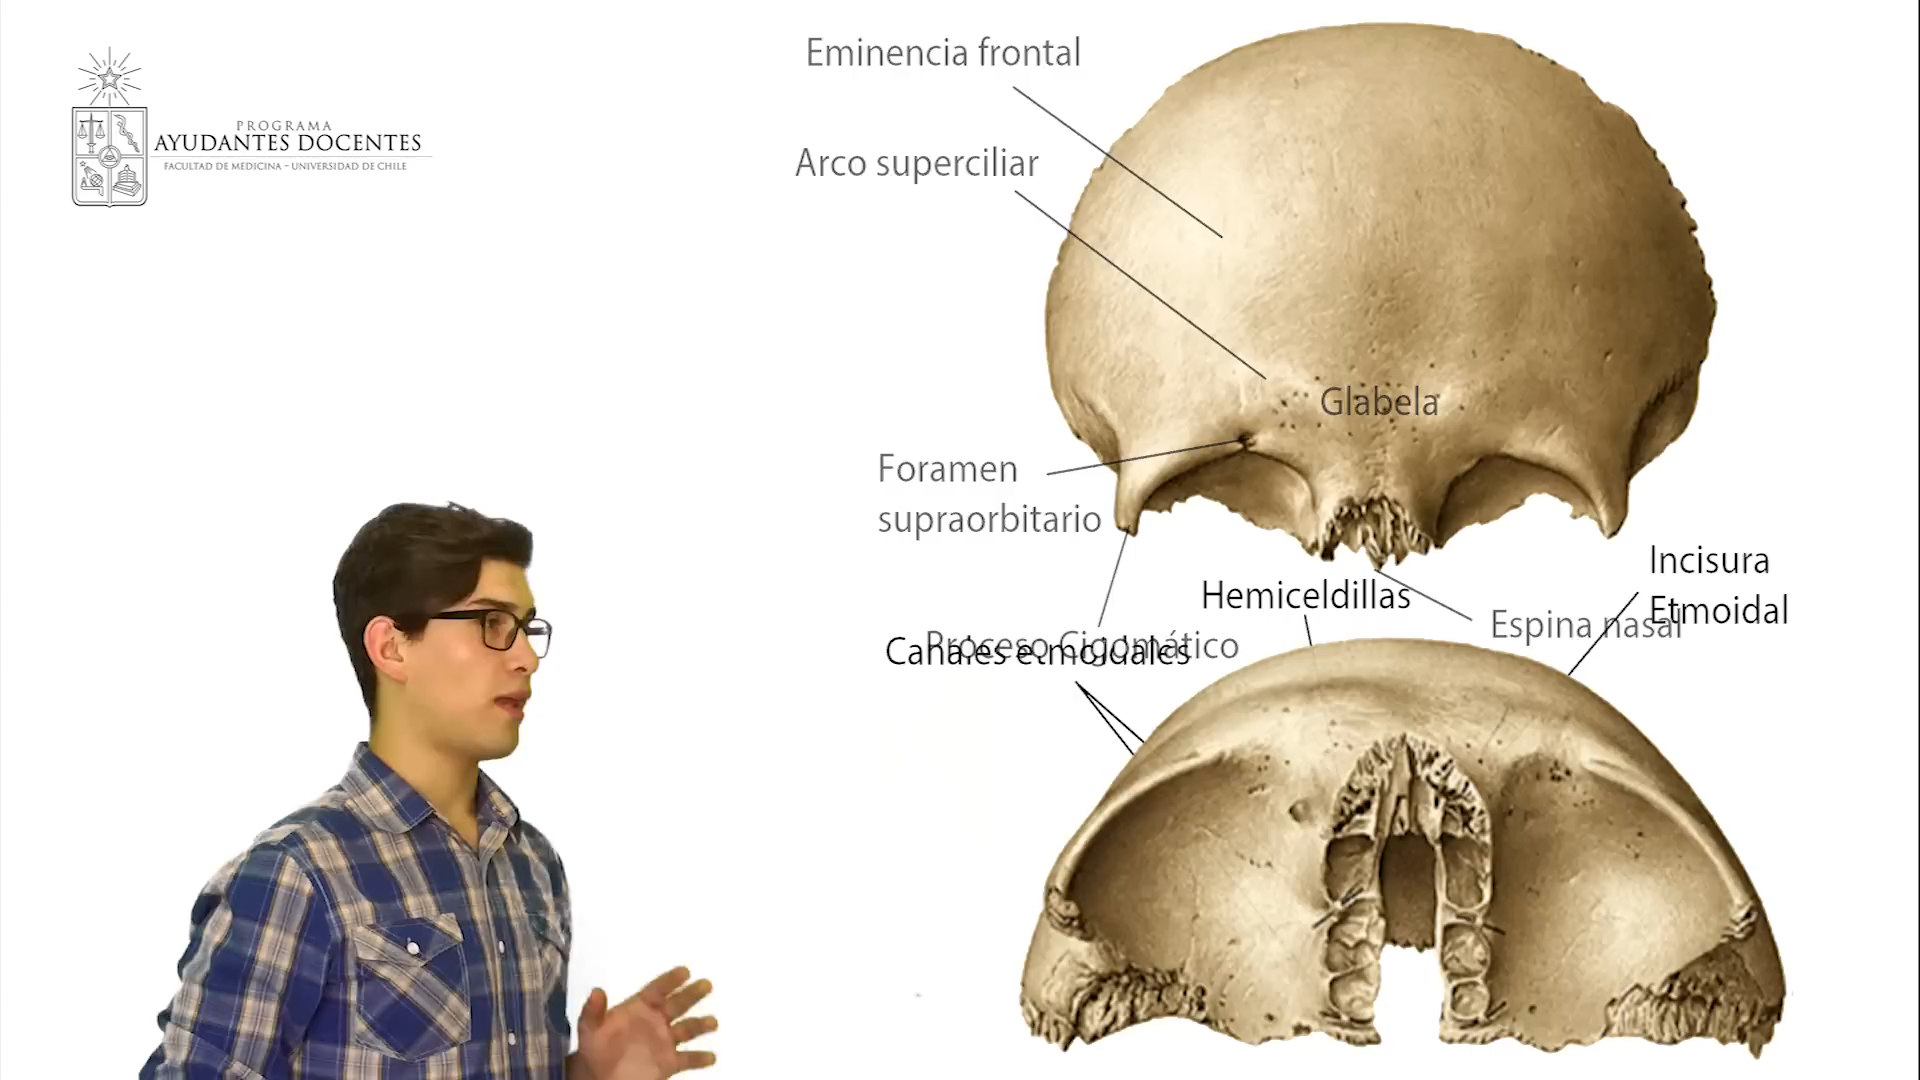 PROGRAMA
AYUDANTES DOCENTES
FACULTAD DE MEDICINA – UNIVERSIDAD DE CHILE
Eminencia frontal
Arco superciliar
Glabela
Foramen
supraorbitario
Proceso Cigomático
Espina nasal
Hemiceldillas
Canales etmoidales
Incisura
Etmoidal